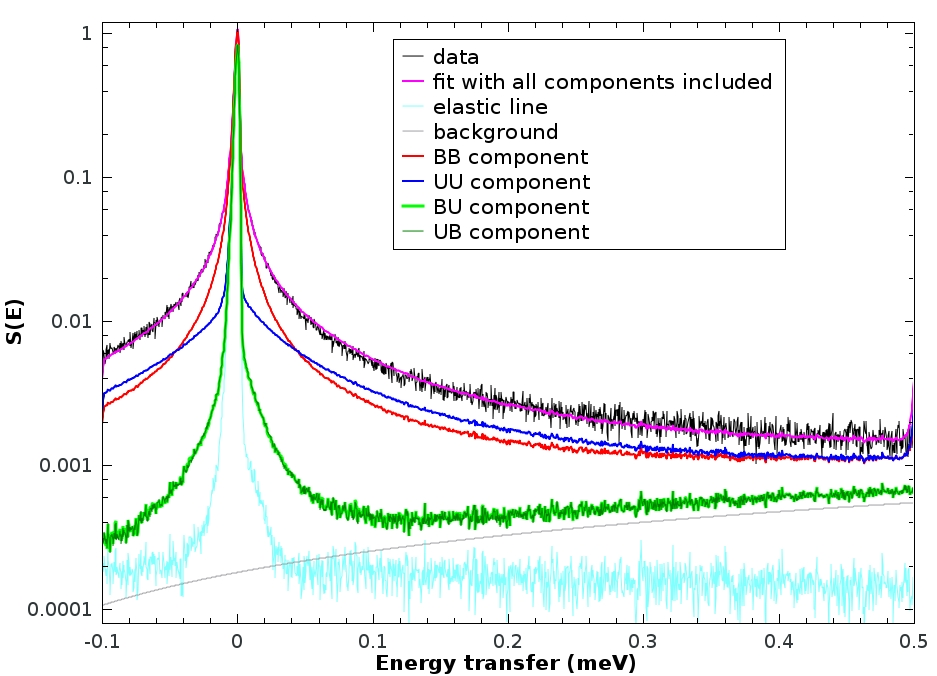 1
0.1
0.01
0.001
0.0001
S(E)
data
fit with all components included
elastic line
background
BB component
UU component
BU component
UB component
-0.1 0 0.1 0.2 0.3 0.4 0.5
Energy transfer (meV)